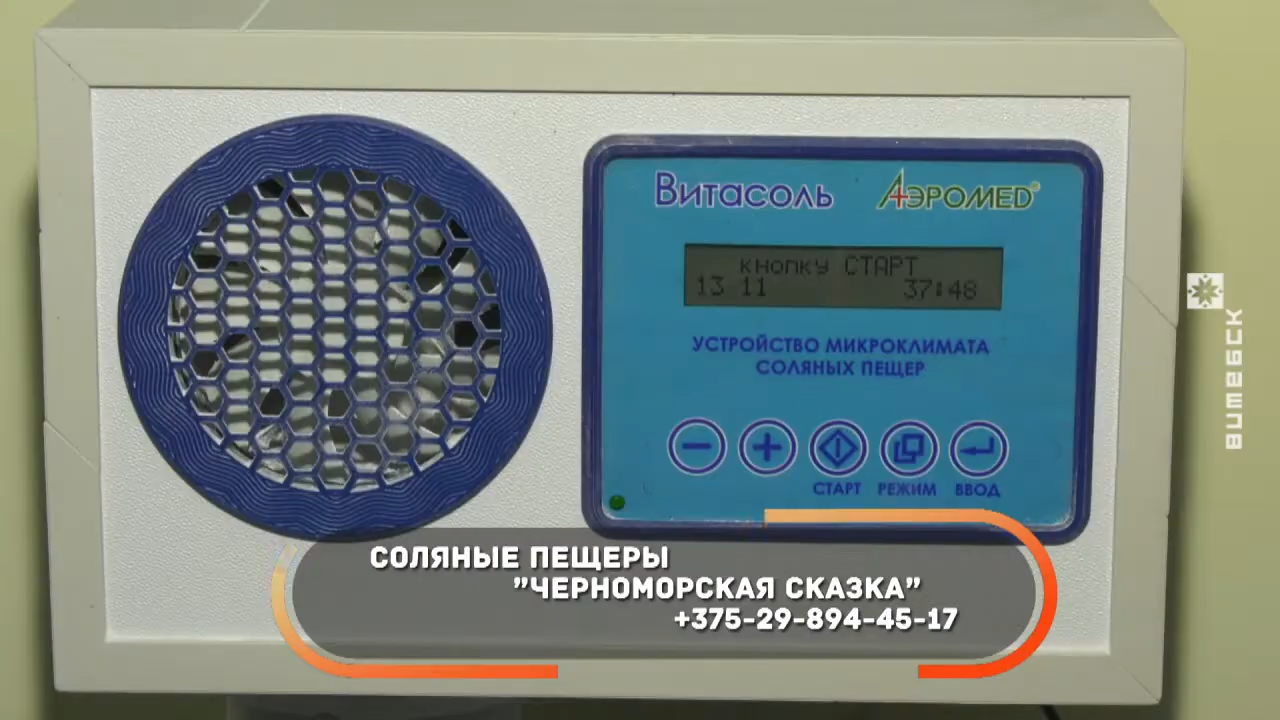 Витасоль АЭРОМЕД®
кнопку СТАРТ
13 11 37:48
УСТРОЙСТВО МИКРОКЛИМАТА
СОЛЯНЫХ ПЕЩЕР
СТАРТ РЕЖИМ ВВОД
СОЛЯНЫЕ ПЕЩЕРЫ
"ЧЕРНОМОРСКАЯ СКАЗКА"
+375-29-894-45-17
витебск